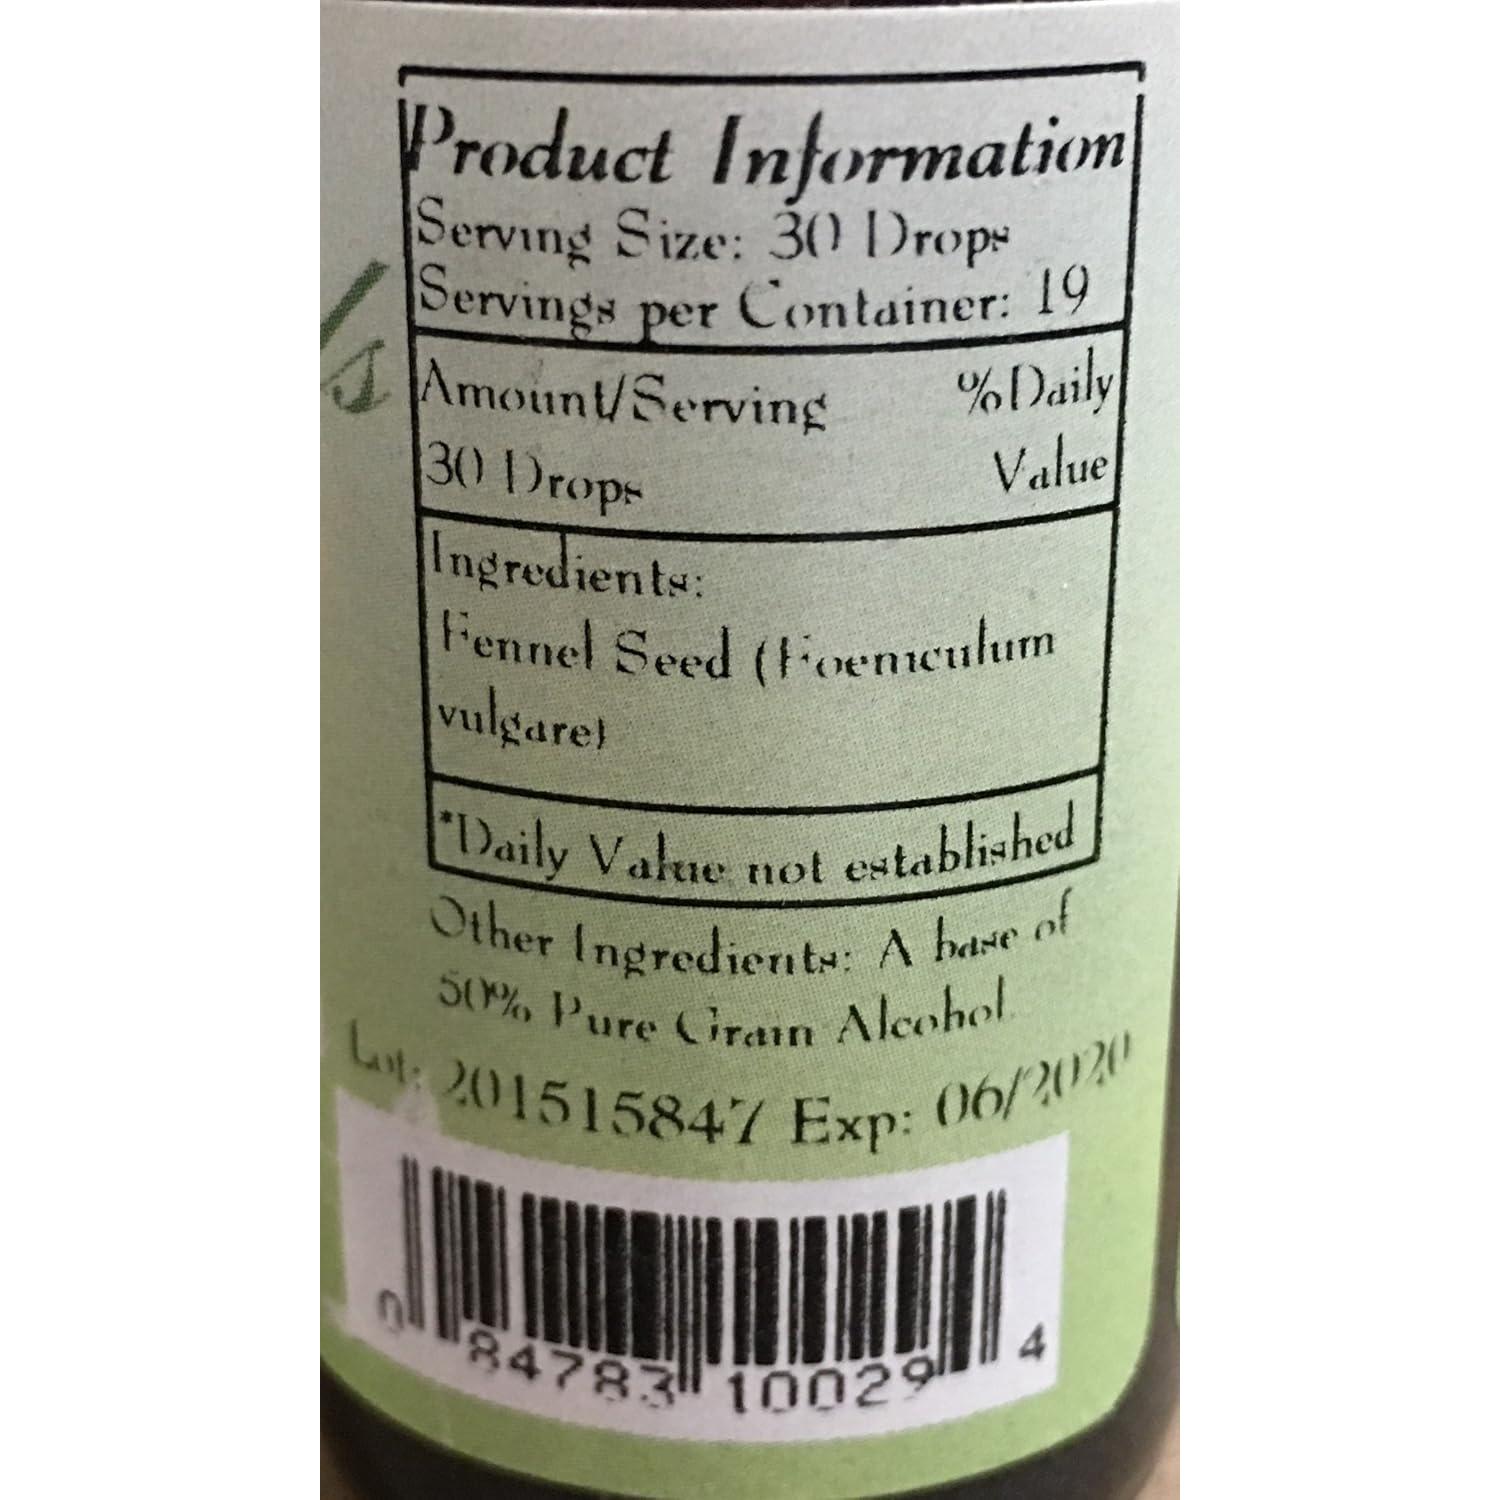 Product Information
Serving Size: 30 Drops
Servings per Container: 19
Amount/Serving %Daily
30 Drops Value
Ingredients:
Fennel Seed (Foeniculum
vulgare)
*Daily Value not established
Other Ingredients: A base of
50% Pure Grain Alcohol
Lot: 201515847 Exp: 06/2020
0 84783 10029 4